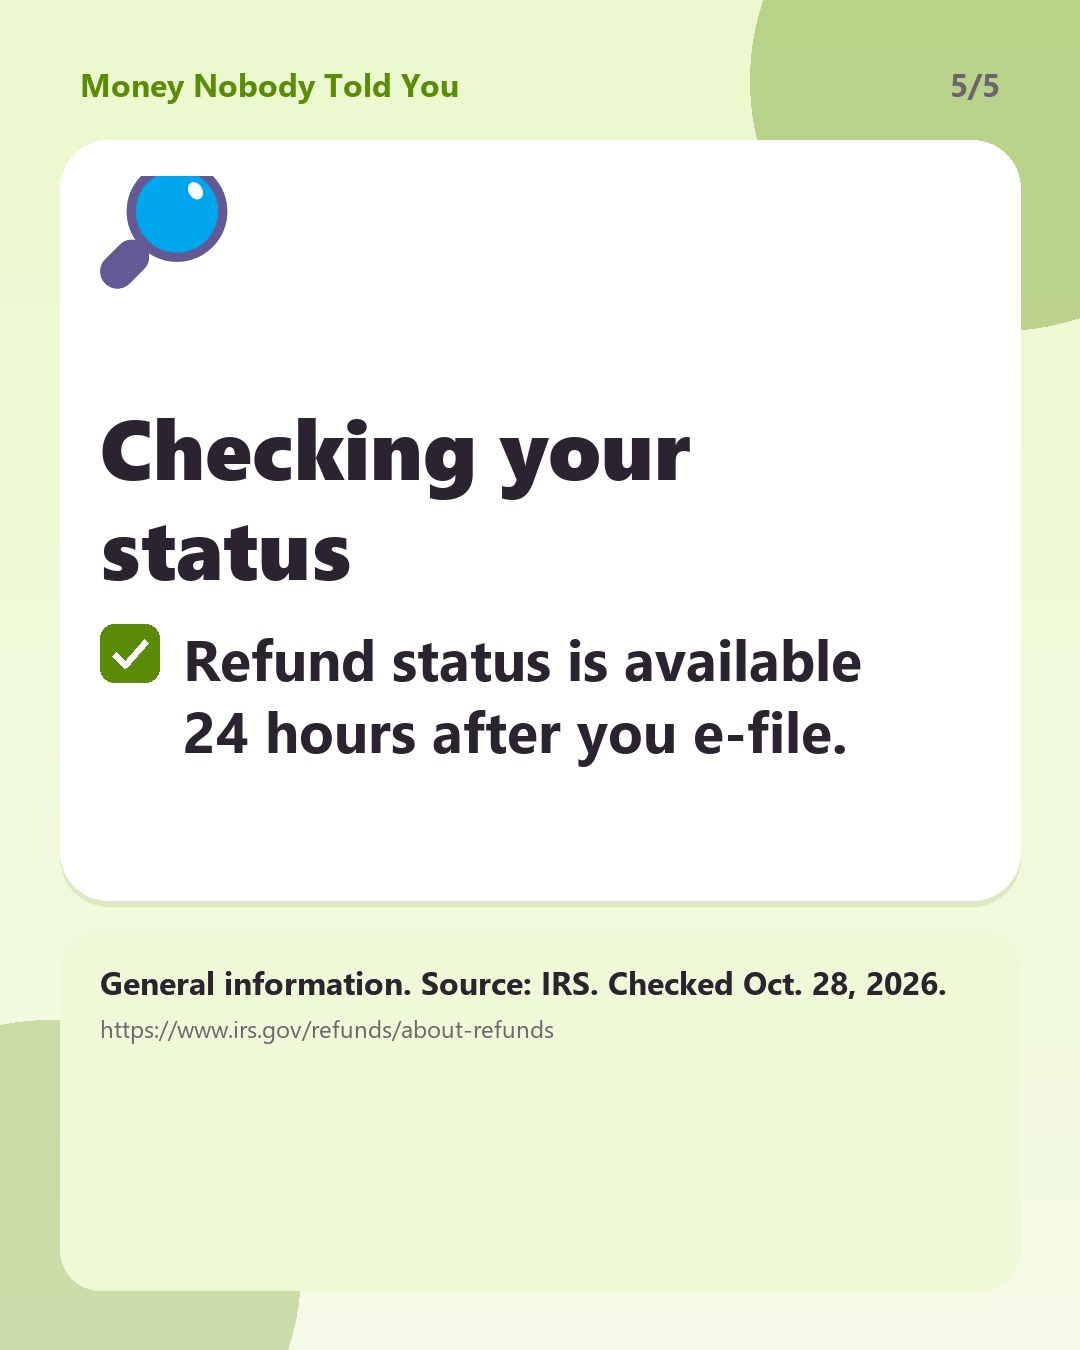 Money Nobody Told You
5/5
Checking your
status
Refund status is available
24 hours after you e-file.
General information. Source: IRS. Checked Oct. 28, 2026.
https://www.irs.gov/refunds/about-refunds